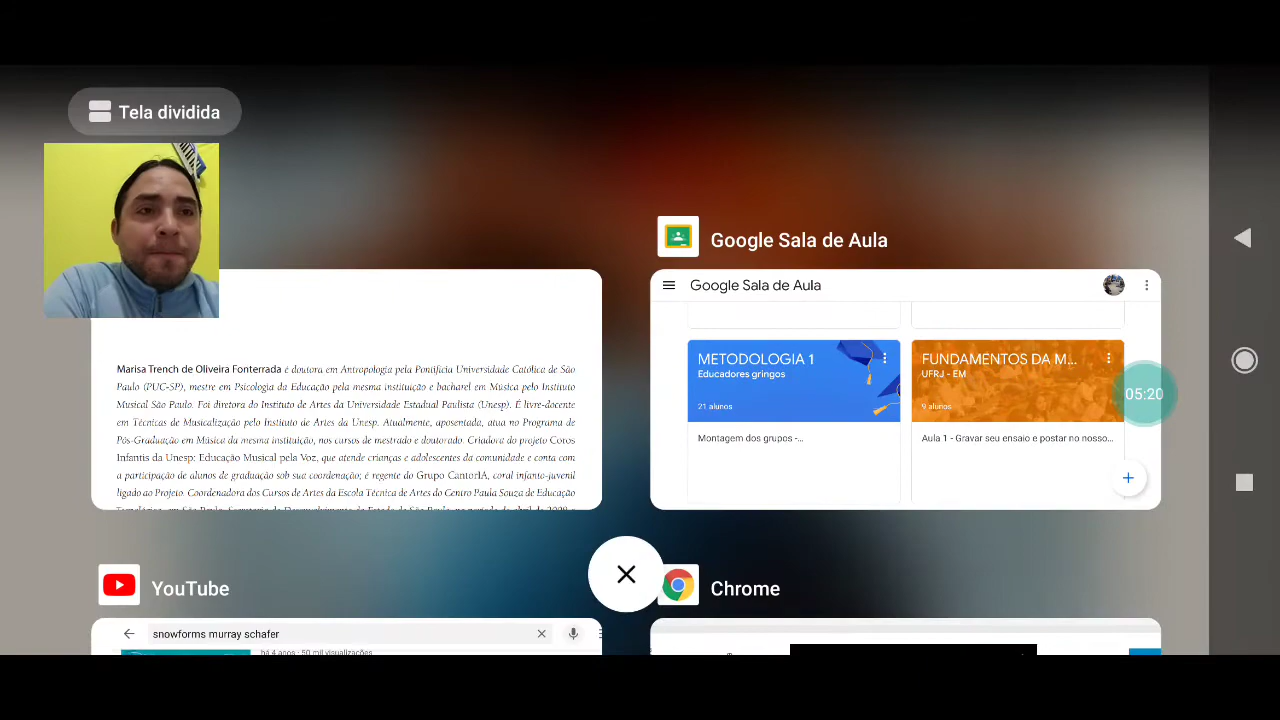 Tela dividida
Marisa Trench de Oliveira Fonterrada é doutora em Antropologia pela Pontifícia Universidade Católica de São
Paulo (PUC-SP), mestre em Psicologia da Educação pela mesma instituição e bacharel em Música pelo Instituto
Musical São Paulo. Foi diretora do Instituto de Artes da Universidade Estadual Paulista (Unesp). É livre-docente
em Técnicas de Musicalização pelo Instituto de Artes da Unesp. Atualmente, aposentada, atua no Programa de
Pós-Graduação em Música da mesma instituição, nos cursos de mestrado e doutorado. Criadora do projeto Coros
Infantis da Unesp: Educação Musical pela Voz, que atende crianças e adolescentes da comunidade e conta com
a participação de alunos de graduação sob sua coordenação; é regente do Grupo CantorIA, coral infanto-juvenil
ligado ao Projeto. Coordenadora dos Cursos de Artes da Escola Técnica de Artes do Centro Paula Souza de Educação
Google Sala de Aula
Google Sala de Aula
METODOLOGIA 1
Educadores gringos
21 alunos
Montagem dos grupos -...
FUNDAMENTOS DA M...
UFRJ - EM
9 alunos
Aula 1 - Gravar seu ensaio e postar no nosso...
05:20
YouTube
snowforms murray schafer
há 4 anos · 50 mil visualizações
Chrome